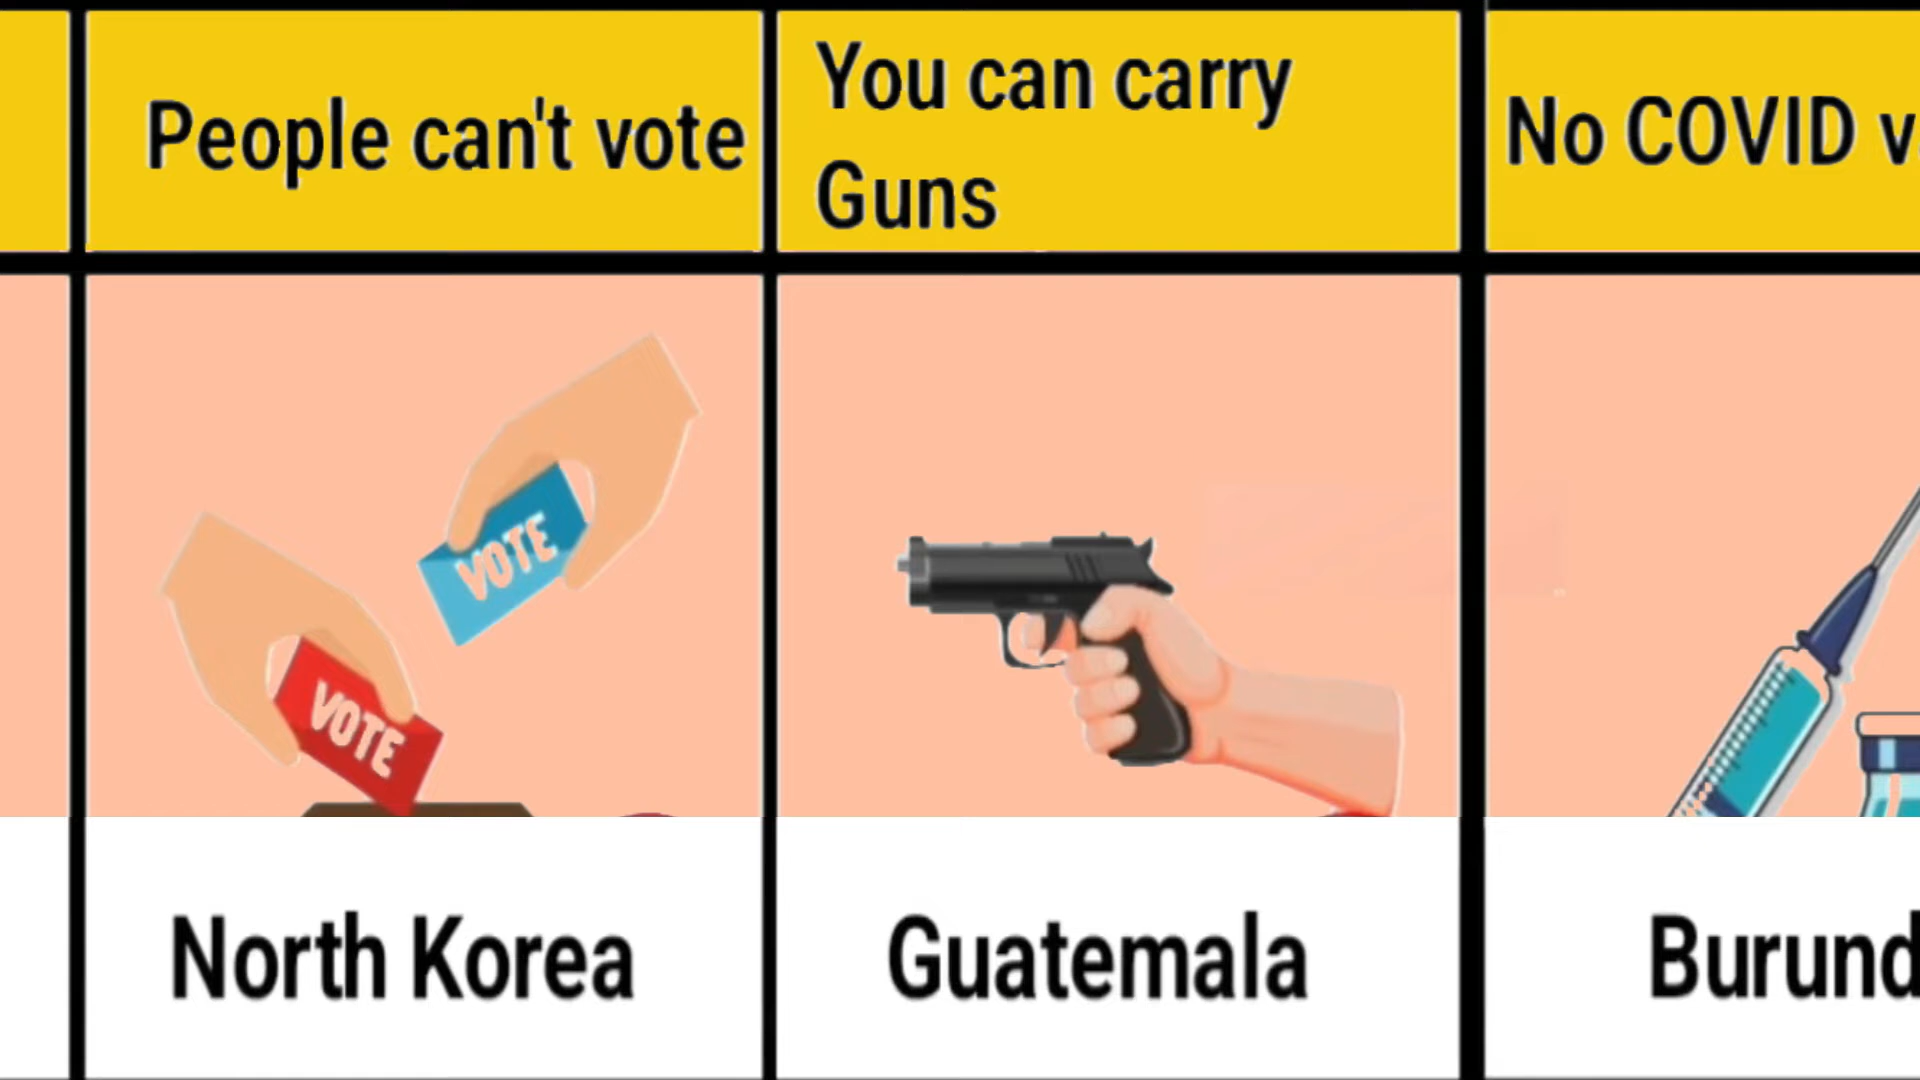 People can't vote
You can carry
Guns
No COVID
VOTE
VOTE
North Korea
Guatemala